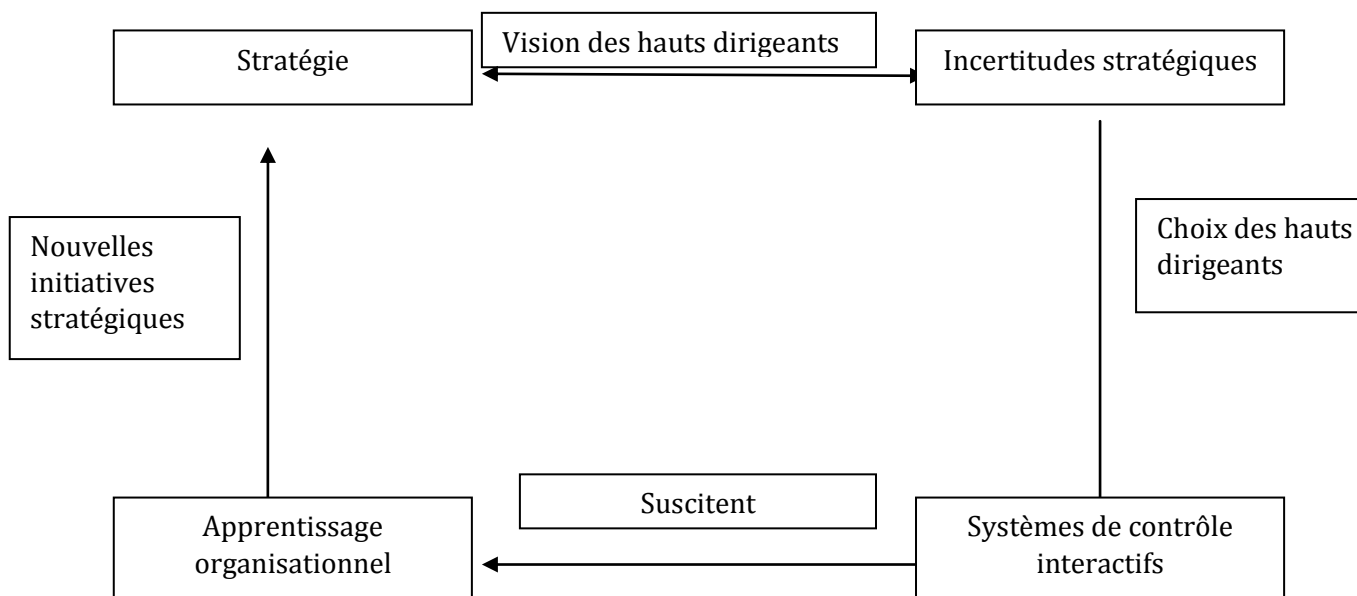 Stratégie
Vision des hauts dirigeants
Incertitudes stratégiques
Nouvelles
initiatives
stratégiques
Choix des hauts
dirigeants
Apprentissage
organisationnel
Suscitent
Systèmes de contrôle
interactifs